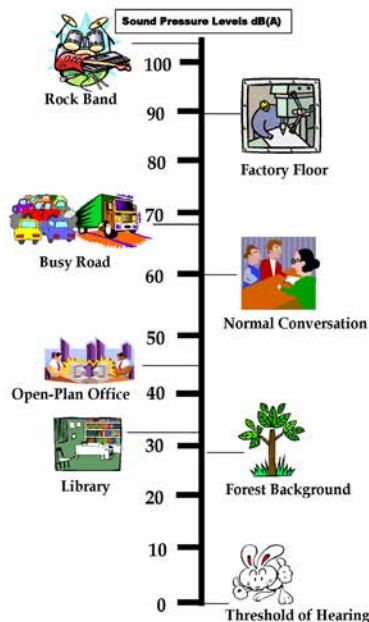 Sound Pressure Levels dB(A)
100
Rock Band
90
Factory Floor
80
70
Busy Road
60
Normal Conversation
50
Open-Plan Office
40
30
Library
Forest Background
20
10
0
Threshold of Hearing